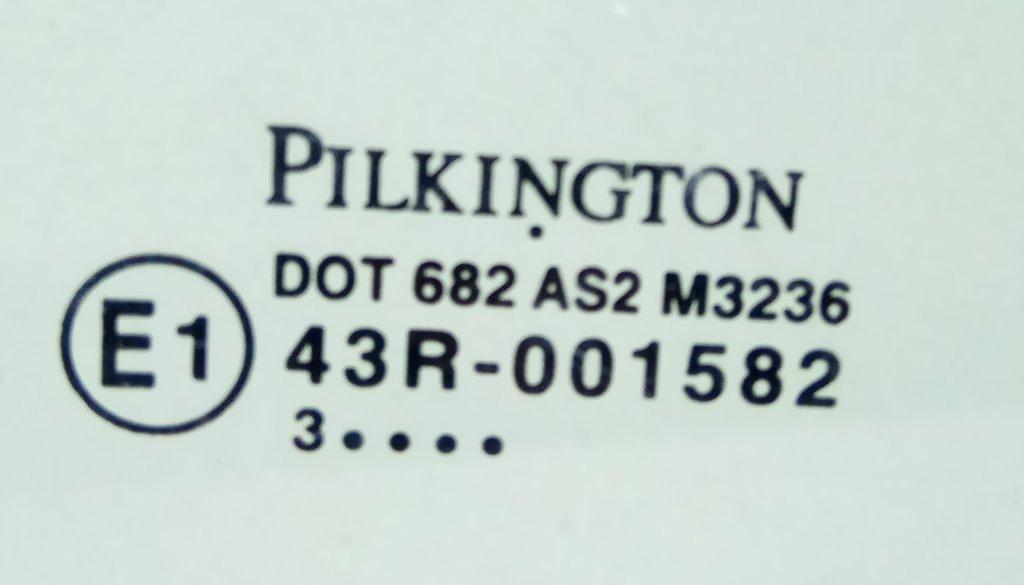 PILKINGTON
DOT 682 AS2 M3236
E1
43R-001582
3••••